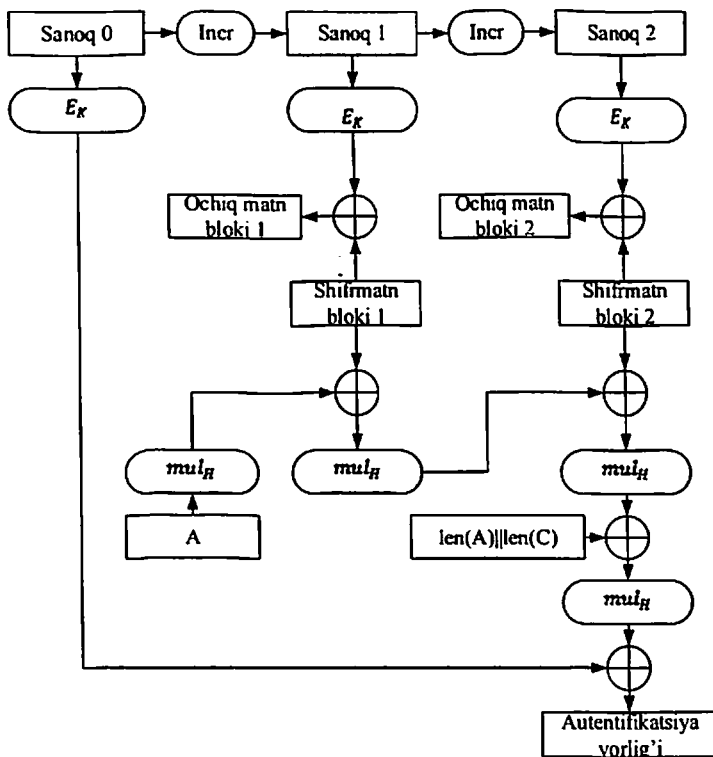 Sanoq 0
Incr
Sanoq 1
Incr
Sanoq 2
E_K
E_K
E_K
Ochiq matn
bloki 1
Ochiq matn
bloki 2
Shifrmatn
bloki 1
Shifrmatn
bloki 2
mul_H
mul_H
mul_H
A
len(A)||len(C)
mul_H
Autentifikatsiya
yorlig'i